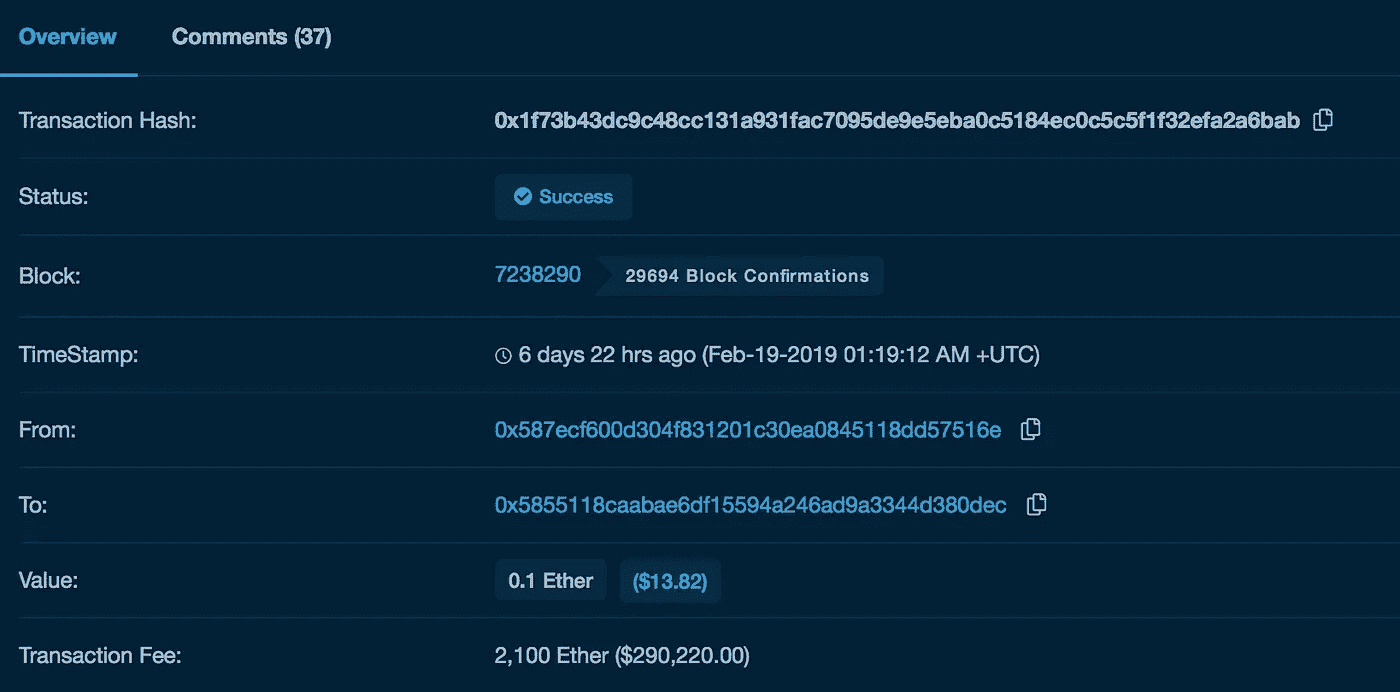 Overview Comments (37)
Transaction Hash: 0x1f73b43dc9c48cc131a931fac7095de9e5eba0c5184ec0c5c5f1f32efa2a6bab
Status: Success
Block: 7238290 29694 Block Confirmations
TimeStamp: 6 days 22 hrs ago (Feb-19-2019 01:19:12 AM +UTC)
From: 0x587ecf600d304f831201c30ea0845118dd57516e
To: 0x5855118caabae6df15594a246ad9a3344d380dec
Value: 0.1 Ether ($13.82)
Transaction Fee: 2,100 Ether ($290,220.00)